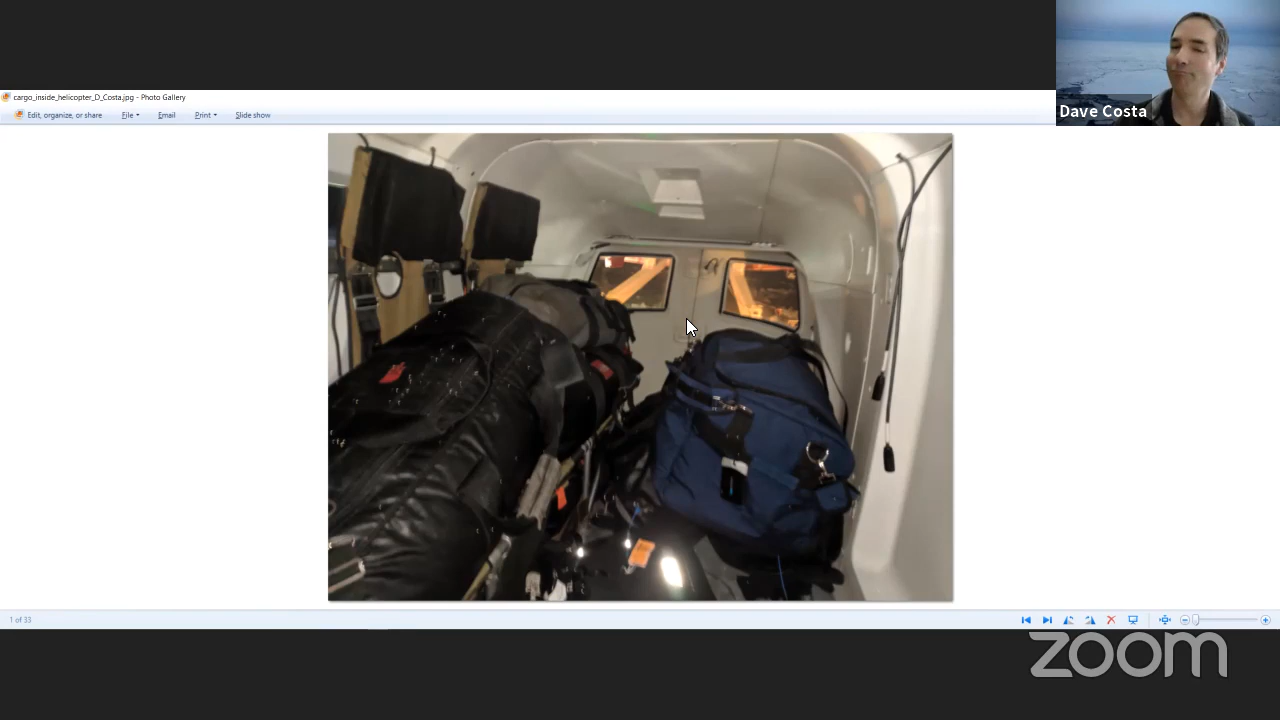 cargo_inside_helicopter_D_Costa.jpg - Photo Gallery
Edit, organize, or share File Email Print Slide show
Dave Costa
1 of 33
zoom